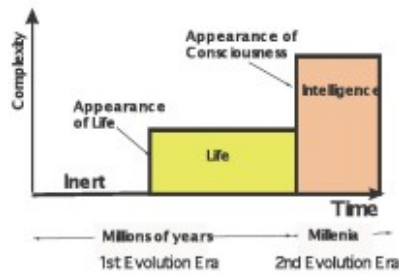 Appearance of
Consciousness
Complexity
Intelligence
Appearance
of Life
Life
Inert
Time
Millions of years
Millenia
1st Evolution Era
2nd Evolution Era